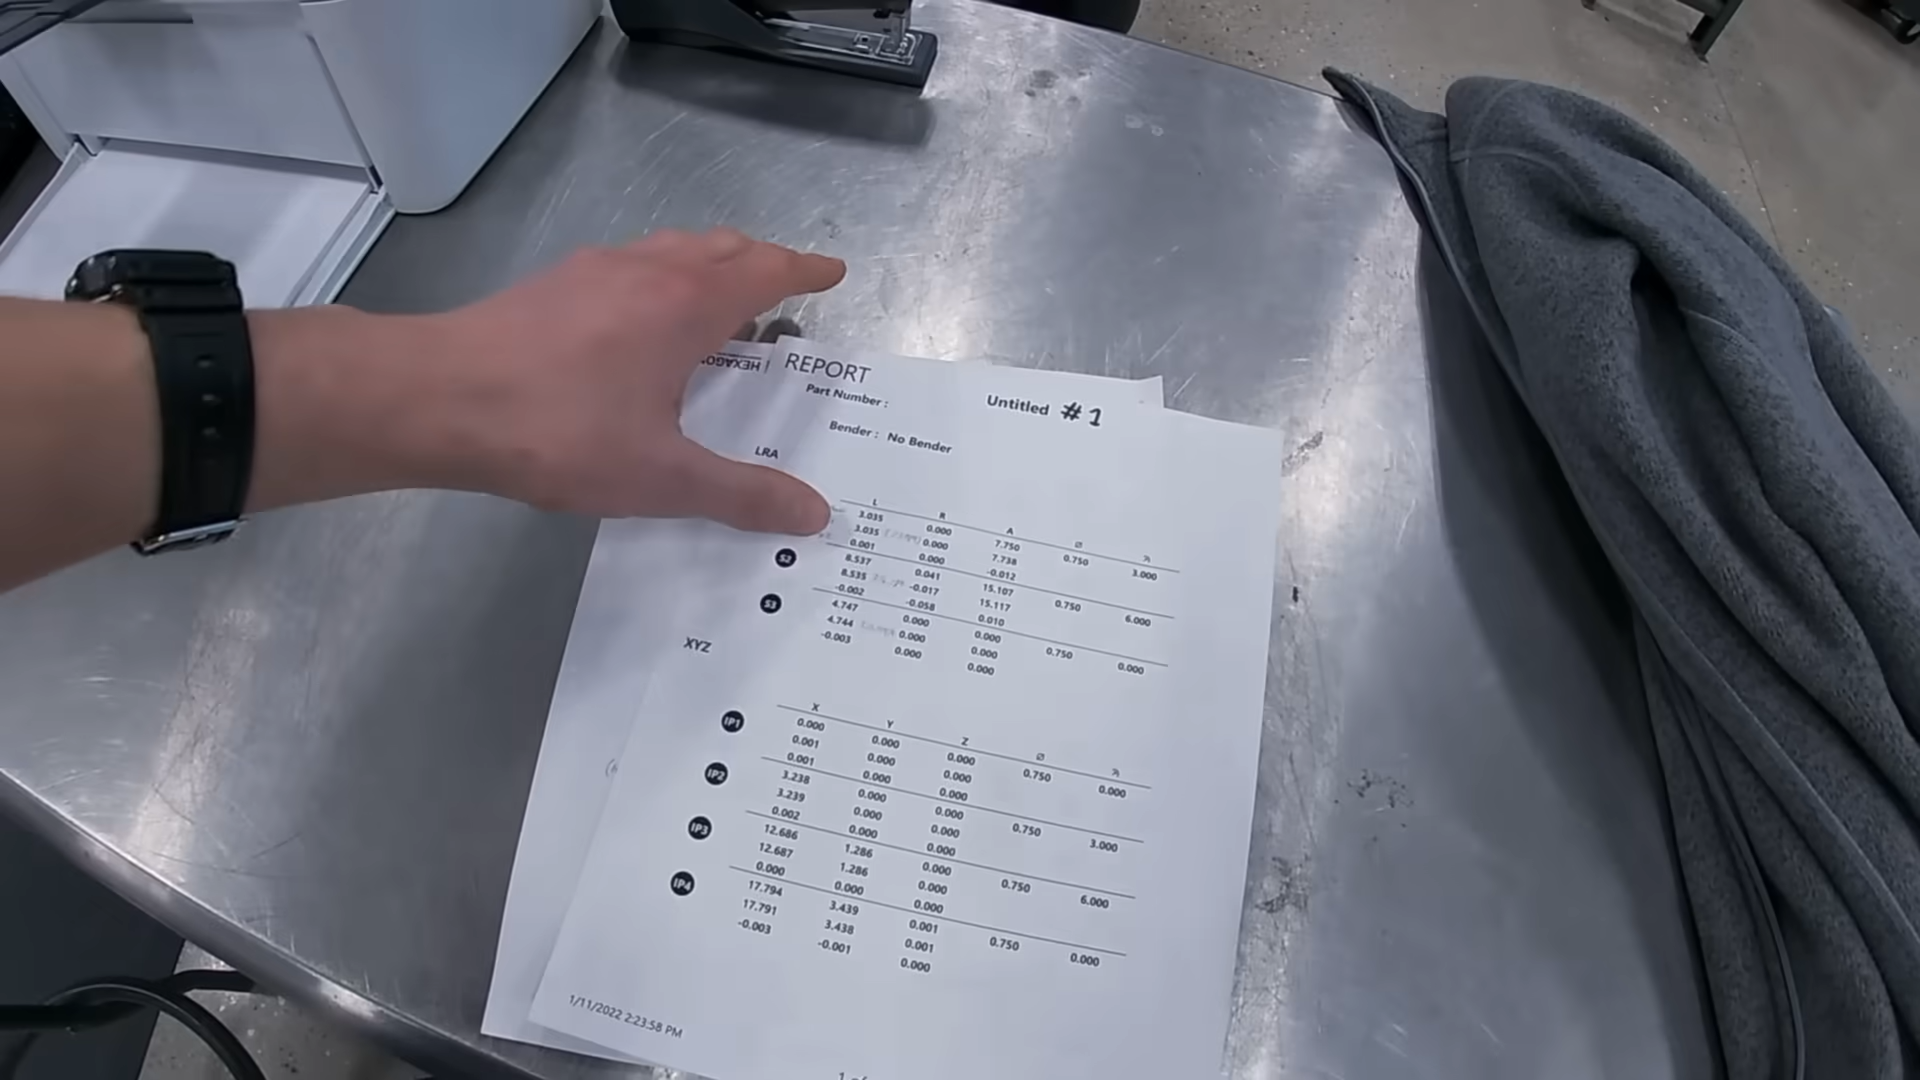 HEXAGO
REPORT
Part Number :
Untitled #1
Bender : No Bender
LRA
L R A ⌀
3.035 0.000 7.750 0.750 3.000
3.035 0.000 7.738
0.001 0.000 -0.012
S2 8.537 0.041 15.107 0.750 6.000
8.535 -0.017 15.117
-0.002 -0.058 0.010
S3 4.747 0.000 0.000 0.750 0.000
4.744 0.000 0.000
-0.003 0.000 0.000
XYZ
X Y Z ⌀
IP1 0.000 0.000 0.000 0.750 0.000
0.001 0.000 0.000
0.001 0.000 0.000
IP2 3.238 0.000 0.000 0.750 3.000
3.239 0.000 0.000
0.002 0.000 0.000
IP3 12.686 1.286 0.000 0.750 6.000
12.687 1.286 0.000
0.000 0.000 0.000
IP4 17.794 3.439 0.001 0.750 0.000
17.791 3.438 0.001
-0.003 -0.001 0.000
1/11/2022 2:23:58 PM